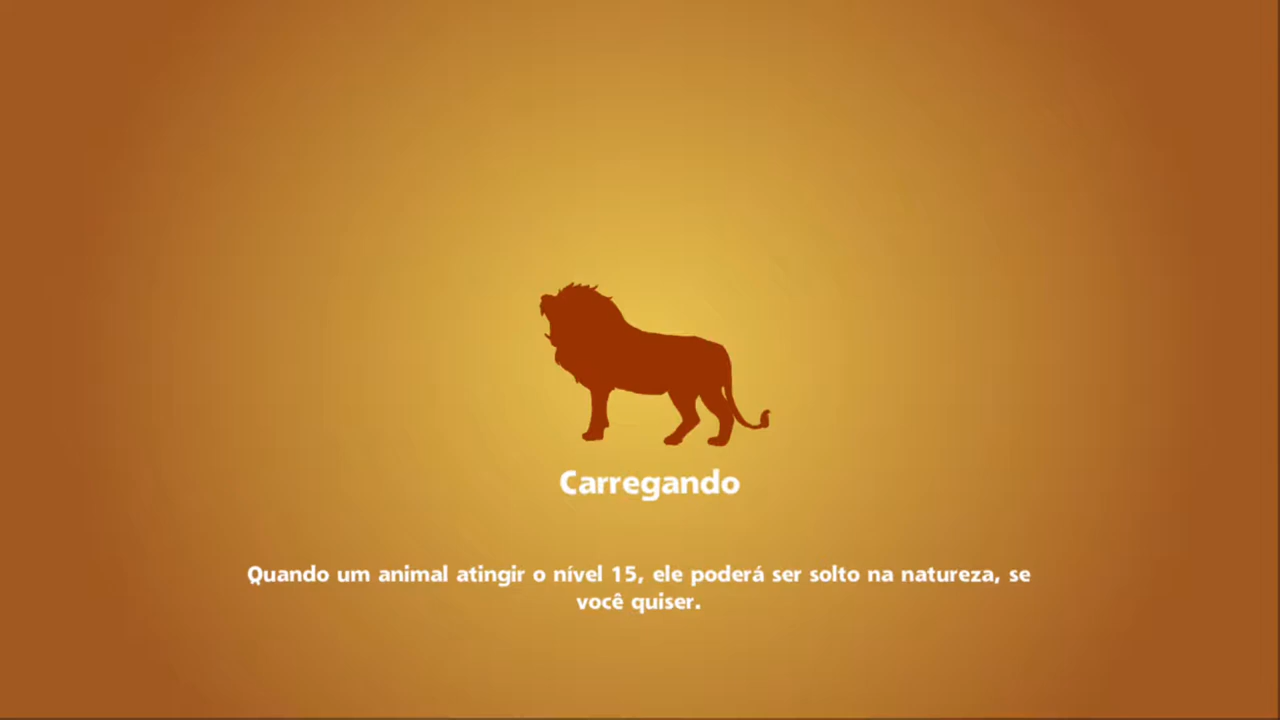 Carregando
Quando um animal atingir o nível 15, ele poderá ser solto na natureza, se
você quiser.